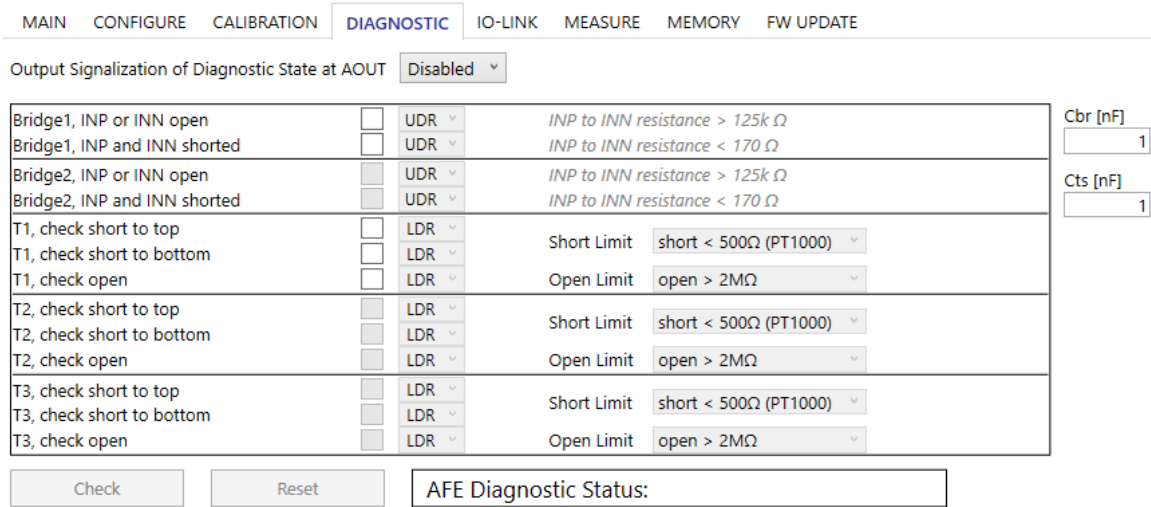 MAIN CONFIGURE CALIBRATION DIAGNOSTIC IO-LINK MEASURE MEMORY FW UPDATE
Output Signalization of Diagnostic State at AOUT Disabled
Bridge1, INP or INN open UDR INP to INN resistance > 125k Ω
Bridge1, INP and INN shorted UDR INP to INN resistance < 170 Ω
Bridge2, INP or INN open UDR INP to INN resistance > 125k Ω
Bridge2, INP and INN shorted UDR INP to INN resistance < 170 Ω
Cbr [nF]
1
Cts [nF]
1
T1, check short to top LDR
T1, check short to bottom LDR
Short Limit short < 500Ω (PT1000)
T1, check open LDR Open Limit open > 2MΩ
T2, check short to top LDR
T2, check short to bottom LDR
Short Limit short < 500Ω (PT1000)
T2, check open LDR Open Limit open > 2MΩ
T3, check short to top LDR
T3, check short to bottom LDR
Short Limit short < 500Ω (PT1000)
T3, check open LDR Open Limit open > 2MΩ
Check Reset AFE Diagnostic Status: